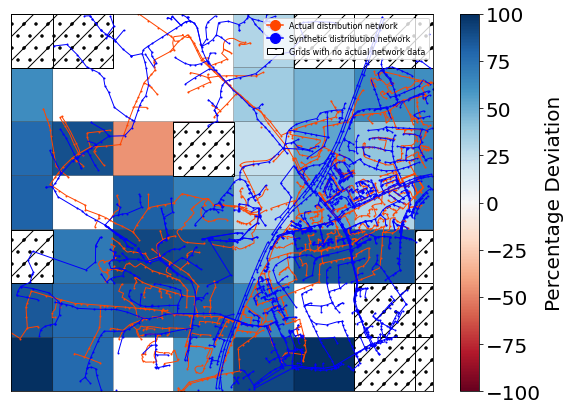 Actual distribution network
Synthetic distribution network
Grids with no actual network data
100
75
50
25
0
−25
−50
−75
−100
Percentage Deviation